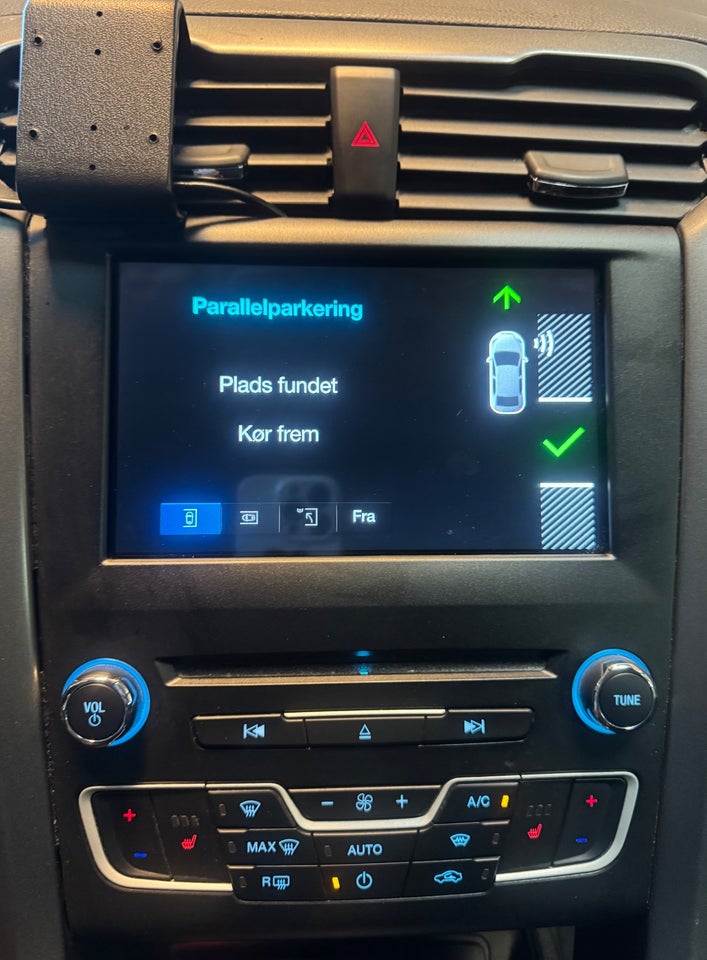 Parallelparkering
Plads fundet
Kør frem
Fra
VOL
TUNE
A/C
MAX
AUTO
R